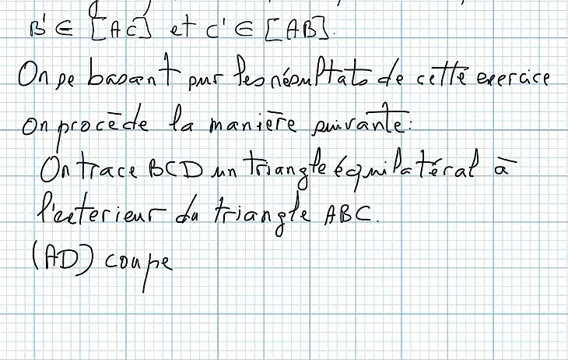 B' ∈ [AC] et C' ∈ [AB].
On se basant sur les résultats de cette exercice
on procède la manière suivante:
On trace BCD un triangle équilatéral à
l'exterieur du triangle ABC.
(AD) coupe